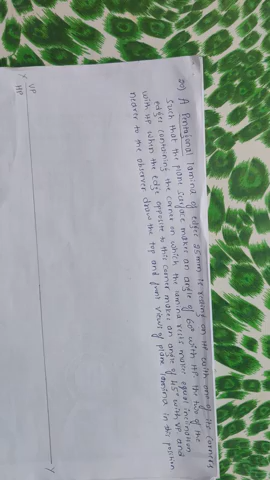 24) A Pentagonal lamina of edges 25mm is resting on HP with one of its corners
Such that the plane surface makes an angle of 60° with HP. The two of the
edges containing the corner on which the lamina rests make equal inclination
with HP. when the edge opposite to this corner makes an angle of 45° with VP and
nearer to the observer. Draw the top and front views of plane lamina in this position
VP
X Y
HP